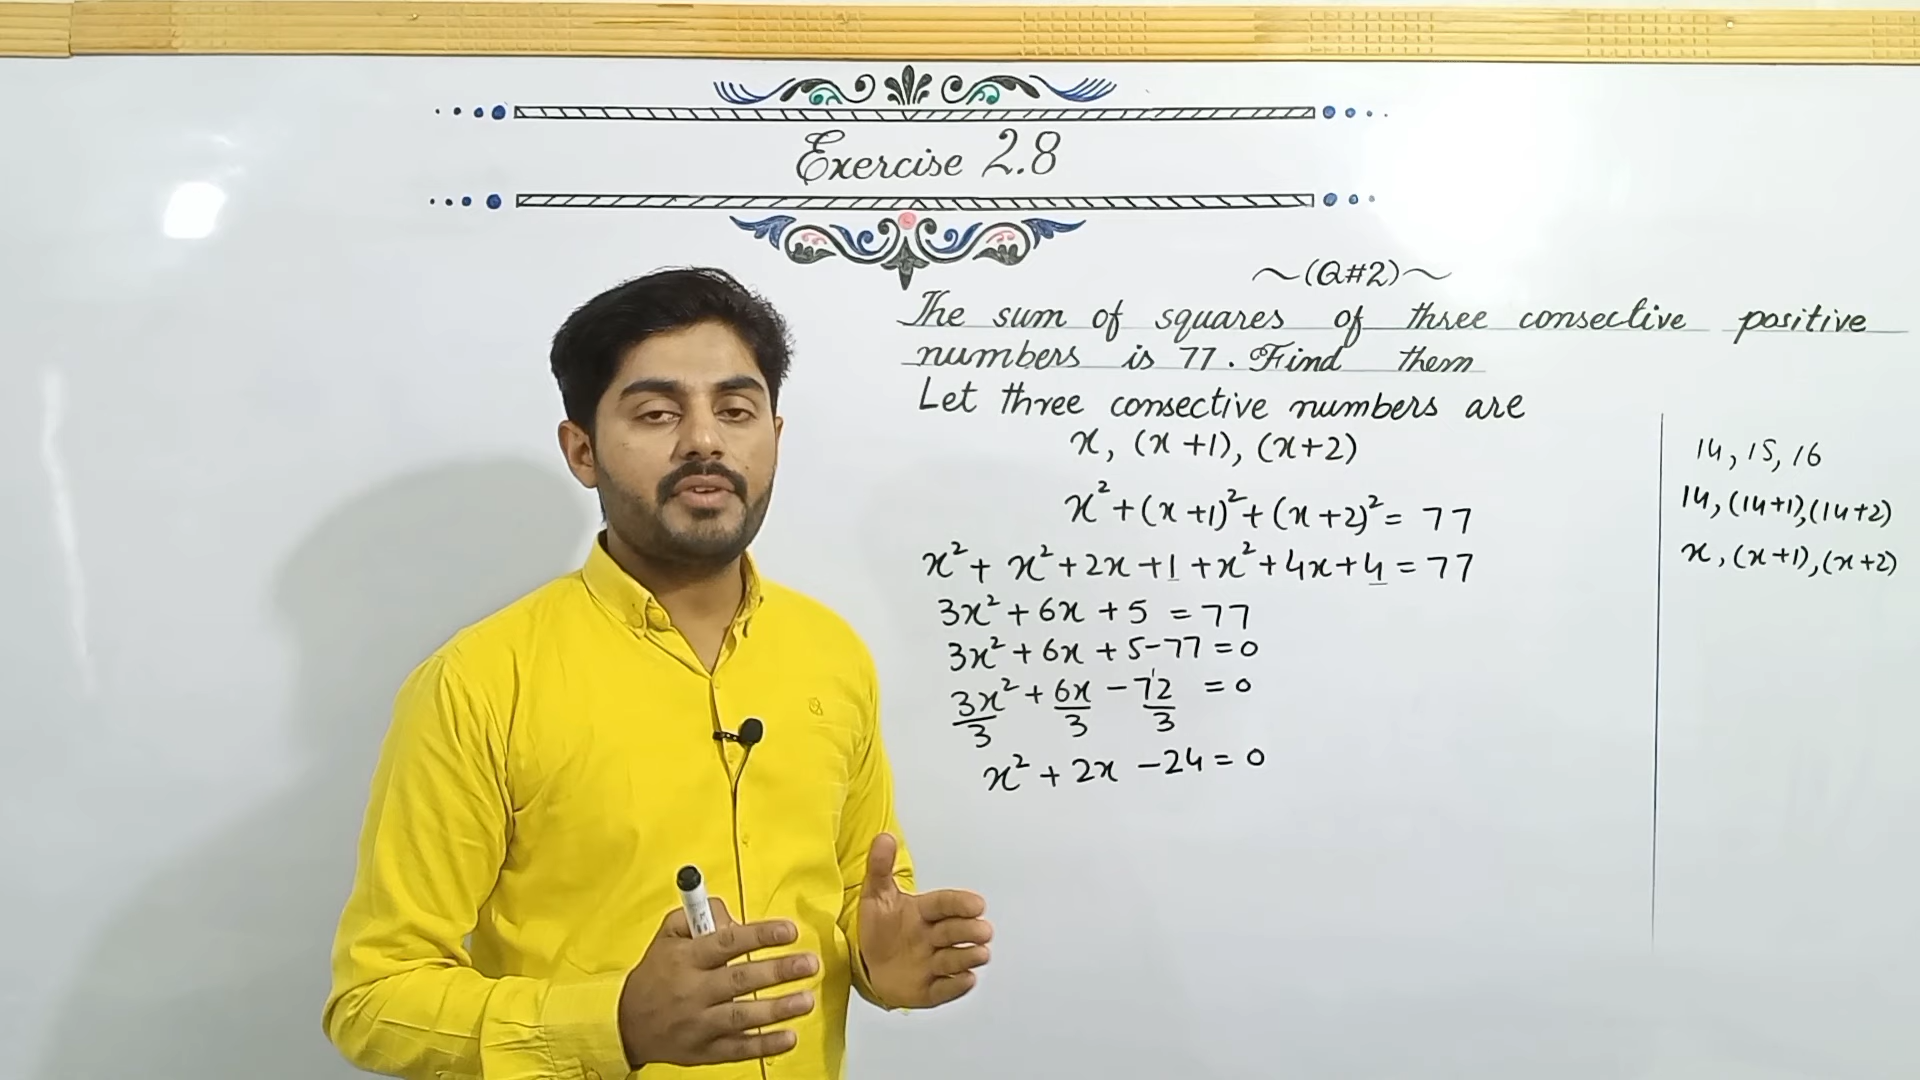 Exercise 2.8
~(Q#2)~
The sum of squares of three consective positive
numbers is 77. Find them
Let three consective numbers are
x, (x+1), (x+2)
x² + (x+1)² + (x+2)² = 77
x² + x² + 2x + 1 + x² + 4x + 4 = 77
3x² + 6x + 5 = 77
3x² + 6x + 5 - 77 = 0
3x²/3 + 6x/3 - 72/3 = 0
x² + 2x - 24 = 0
14, 15, 16
14, (14+1), (14+2)
x, (x+1), (x+2)